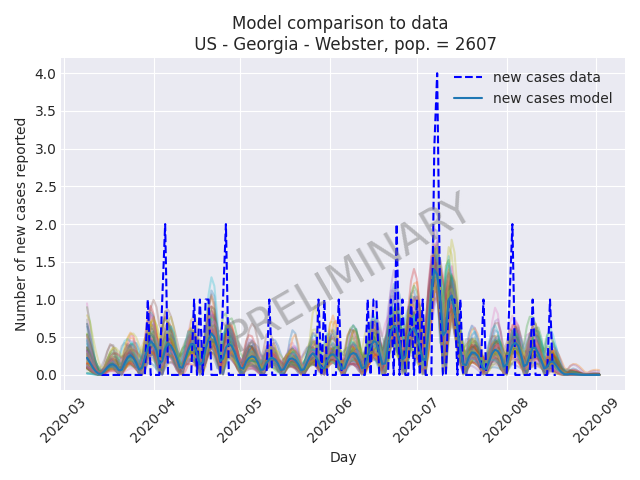 Model comparison to data
US - Georgia - Webster, pop. = 2607
4.0
3.5
3.0
2.5
2.0
1.5
1.0
0.5
0.0
Number of new cases reported
new cases data
new cases model
PRELIMINARY
2020-03
2020-04
2020-05
2020-06
2020-07
2020-08
2020-09
Day